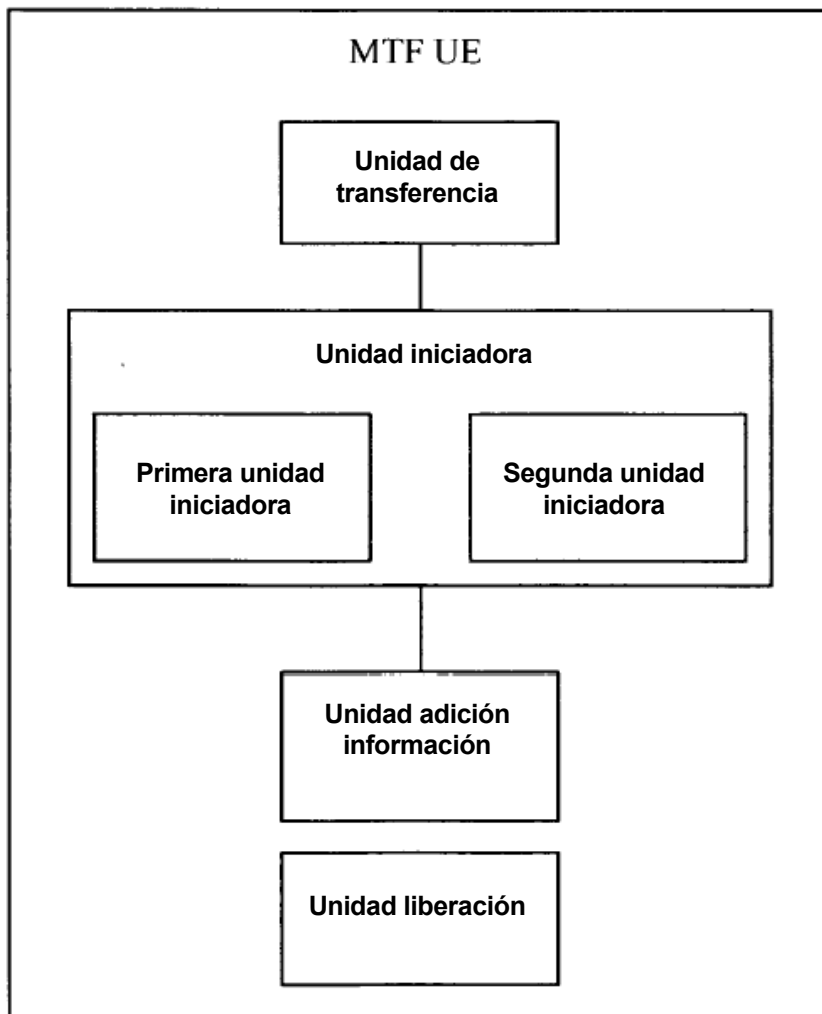 MTF UE
Unidad de
transferencia
Unidad iniciadora
Primera unidad
iniciadora
Segunda unidad
iniciadora
Unidad adición
información
Unidad liberación